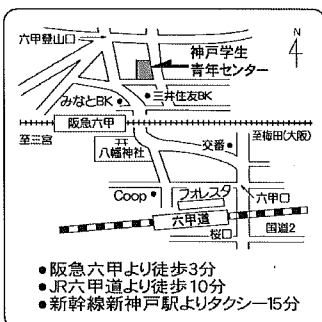 六甲登山口
神戸学生
青年センター
みなとBK
三井住友BK
阪急六甲
至三宮
八幡神社
交番
至梅田(大阪)
Coop
フォレスタ
六甲口
六甲道
桜口
国道2
●阪急六甲より徒歩3分
●JR六甲道より徒歩10分
●新幹線新神戸駅よりタクシー15分